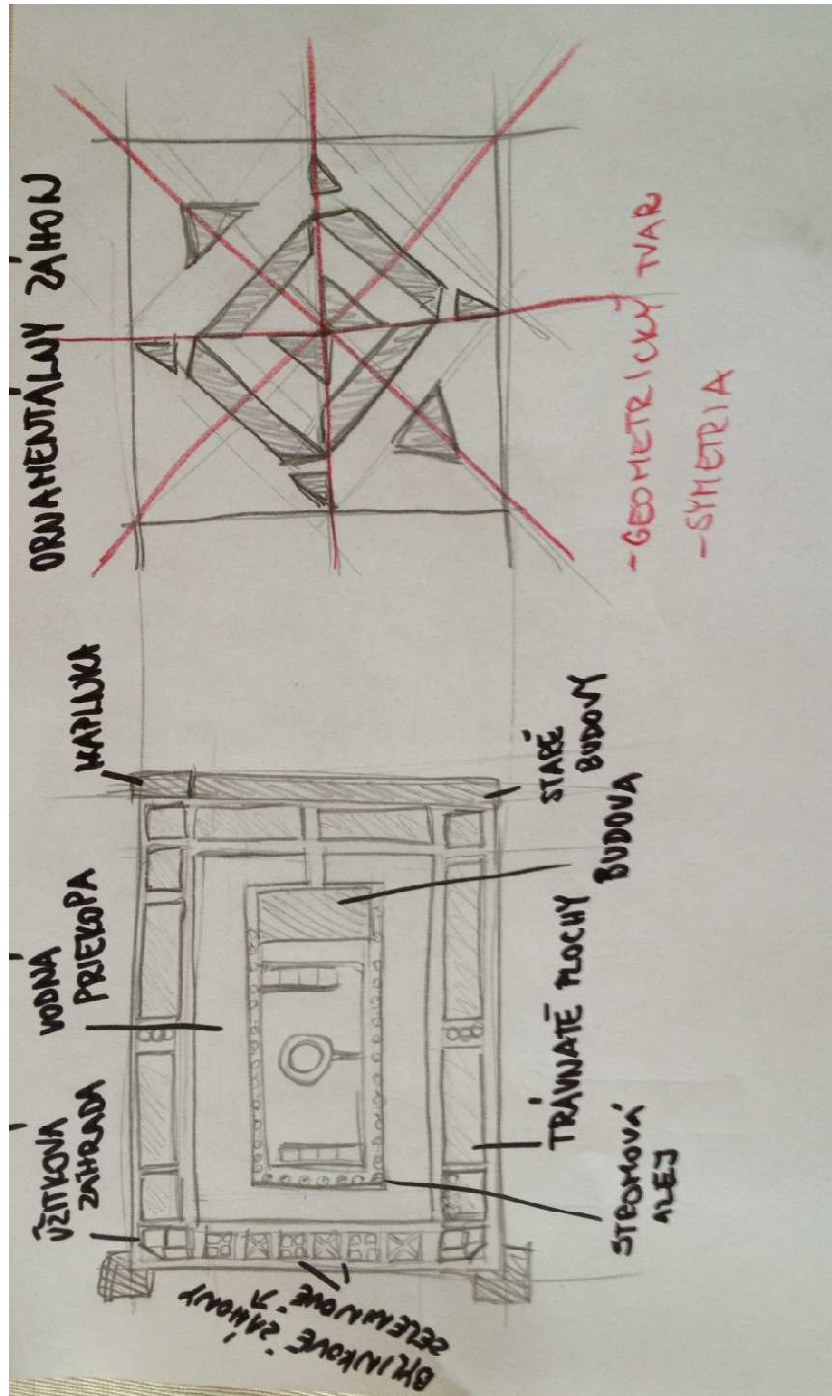 ÚŽITKOVÁ
ZÁHRADA
VODNÁ
PRIEKOPA
KAPLNKA
ORNAMENTÁLNY ZÁHON
BYLINKOVÉ ZÁHONY
ZELENINOVÉ
STROMOVÁ
ALEJ
TRÁVNATÉ PLOCHY
BUDOVA
STARÉ
BUDOVY
-GEOMETRICKÝ TVAR
-SYMETRIA